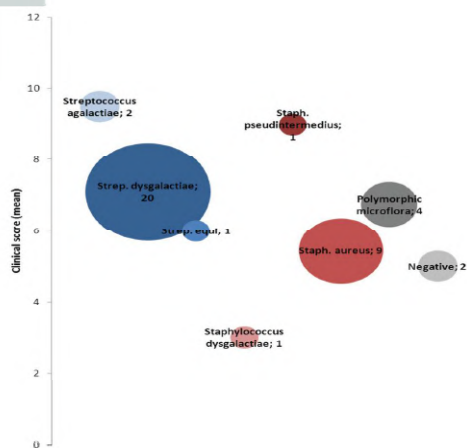 12
10
8
6
4
2
0
Clinical sccre (mean)
Streptococcus
agalactiae; 2
Staph.
pseudintermedius;
1
Strep. dysgalactiae;
20
Polymorphic
microflora; 4
Strep. equi, 1
Staph. aureus; 9
Negative; 2
Staphylococcus
dysgalactiae; 1